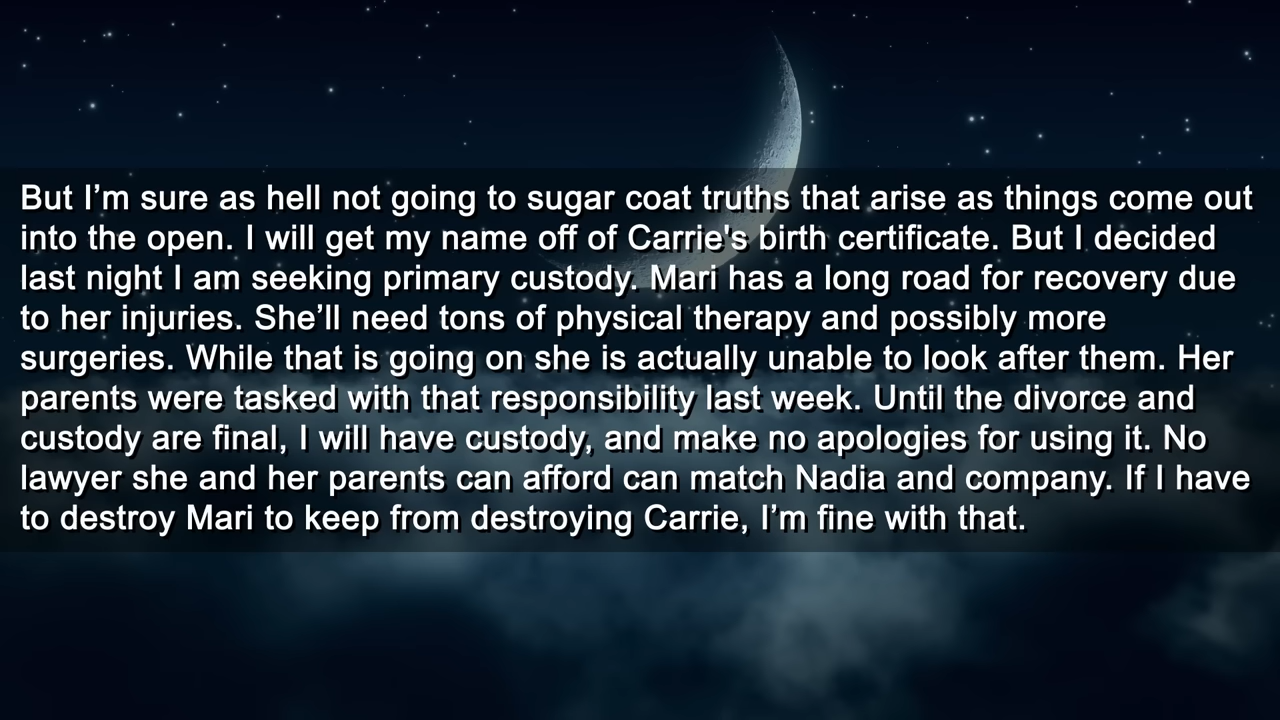 But I’m sure as hell not going to sugar coat truths that arise as things come out
into the open. I will get my name off of Carrie's birth certificate. But I decided
last night I am seeking primary custody. Mari has a long road for recovery due
to her injuries. She’ll need tons of physical therapy and possibly more
surgeries. While that is going on she is actually unable to look after them. Her
parents were tasked with that responsibility last week. Until the divorce and
custody are final, I will have custody, and make no apologies for using it. No
lawyer she and her parents can afford can match Nadia and company. If I have
to destroy Mari to keep from destroying Carrie, I’m fine with that.